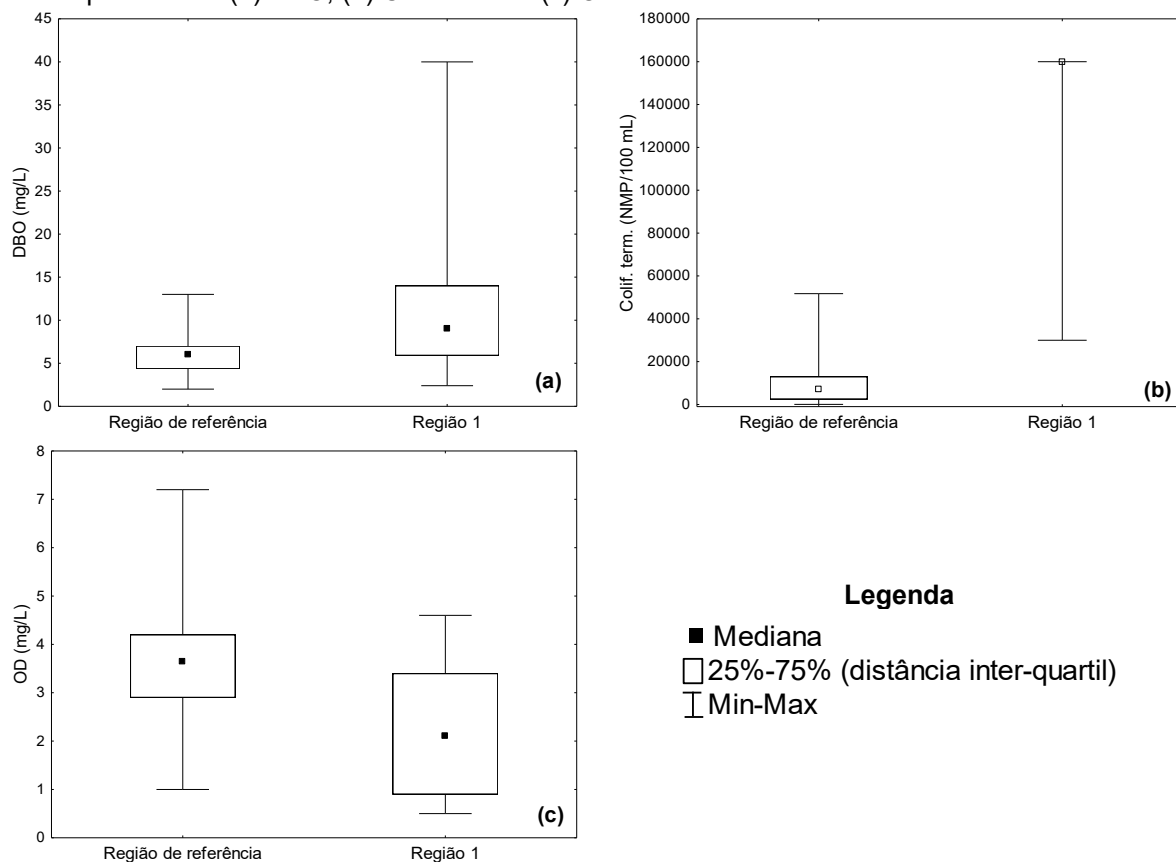 45
40
35
30
25
20
15
10
5
0
DBO (mg/L)
Região de referência
Região 1
(a)
180000
160000
140000
120000
100000
80000
60000
40000
20000
0
Colif. term. (NMP/100 mL)
Região de referência
Região 1
(b)
8
7
6
5
4
3
2
1
0
OD (mg/L)
Região de referência
Região 1
(c)
Legenda
Mediana
25%-75% (distância inter-quartil)
Min-Max